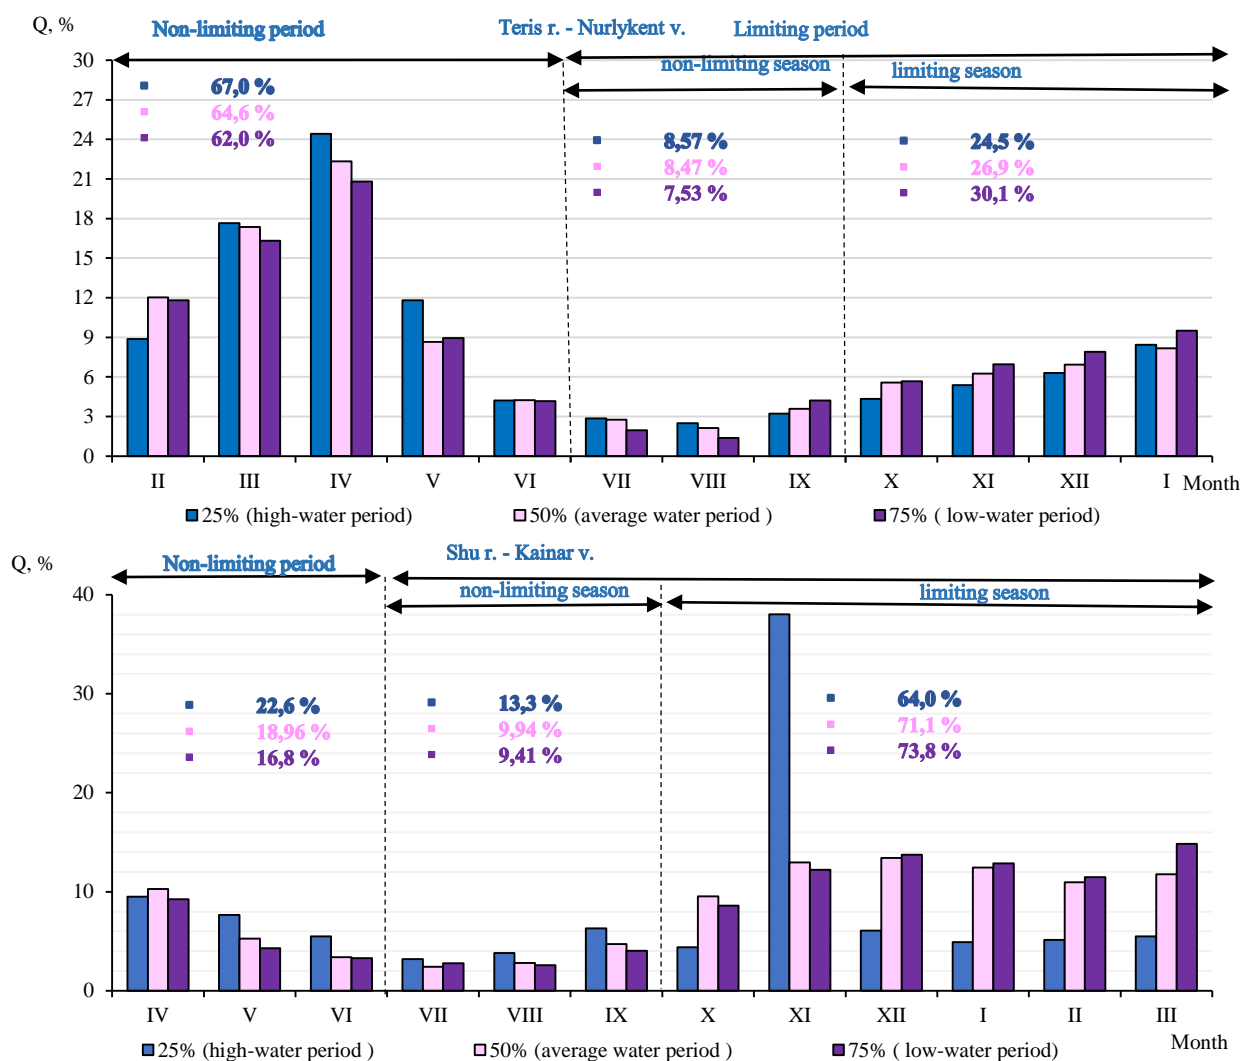 Q, %
Non-limiting period
Teris r. - Nurlykent v.
Limiting period
non-limiting season
limiting season
30
27
24
21
18
15
12
9
6
3
0
67,0 %
64,6 %
62,0 %
8,57 %
8,47 %
7,53 %
24,5 %
26,9 %
30,1 %
II III IV V VI VII VIII IX X XI XII I Month
25% (high-water period) 50% (average water period ) 75% ( low-water period)
Shu r. - Kainar v.
Q, %
Non-limiting period
non-limiting season
limiting season
40
30
20
10
0
22,6 %
18,96 %
16,8 %
13,3 %
9,94 %
9,41 %
64,0 %
71,1 %
73,8 %
IV V VI VII VIII IX X XI XII I II III
Month
25% (high-water period ) 50% (average water period ) 75% ( low-water period)